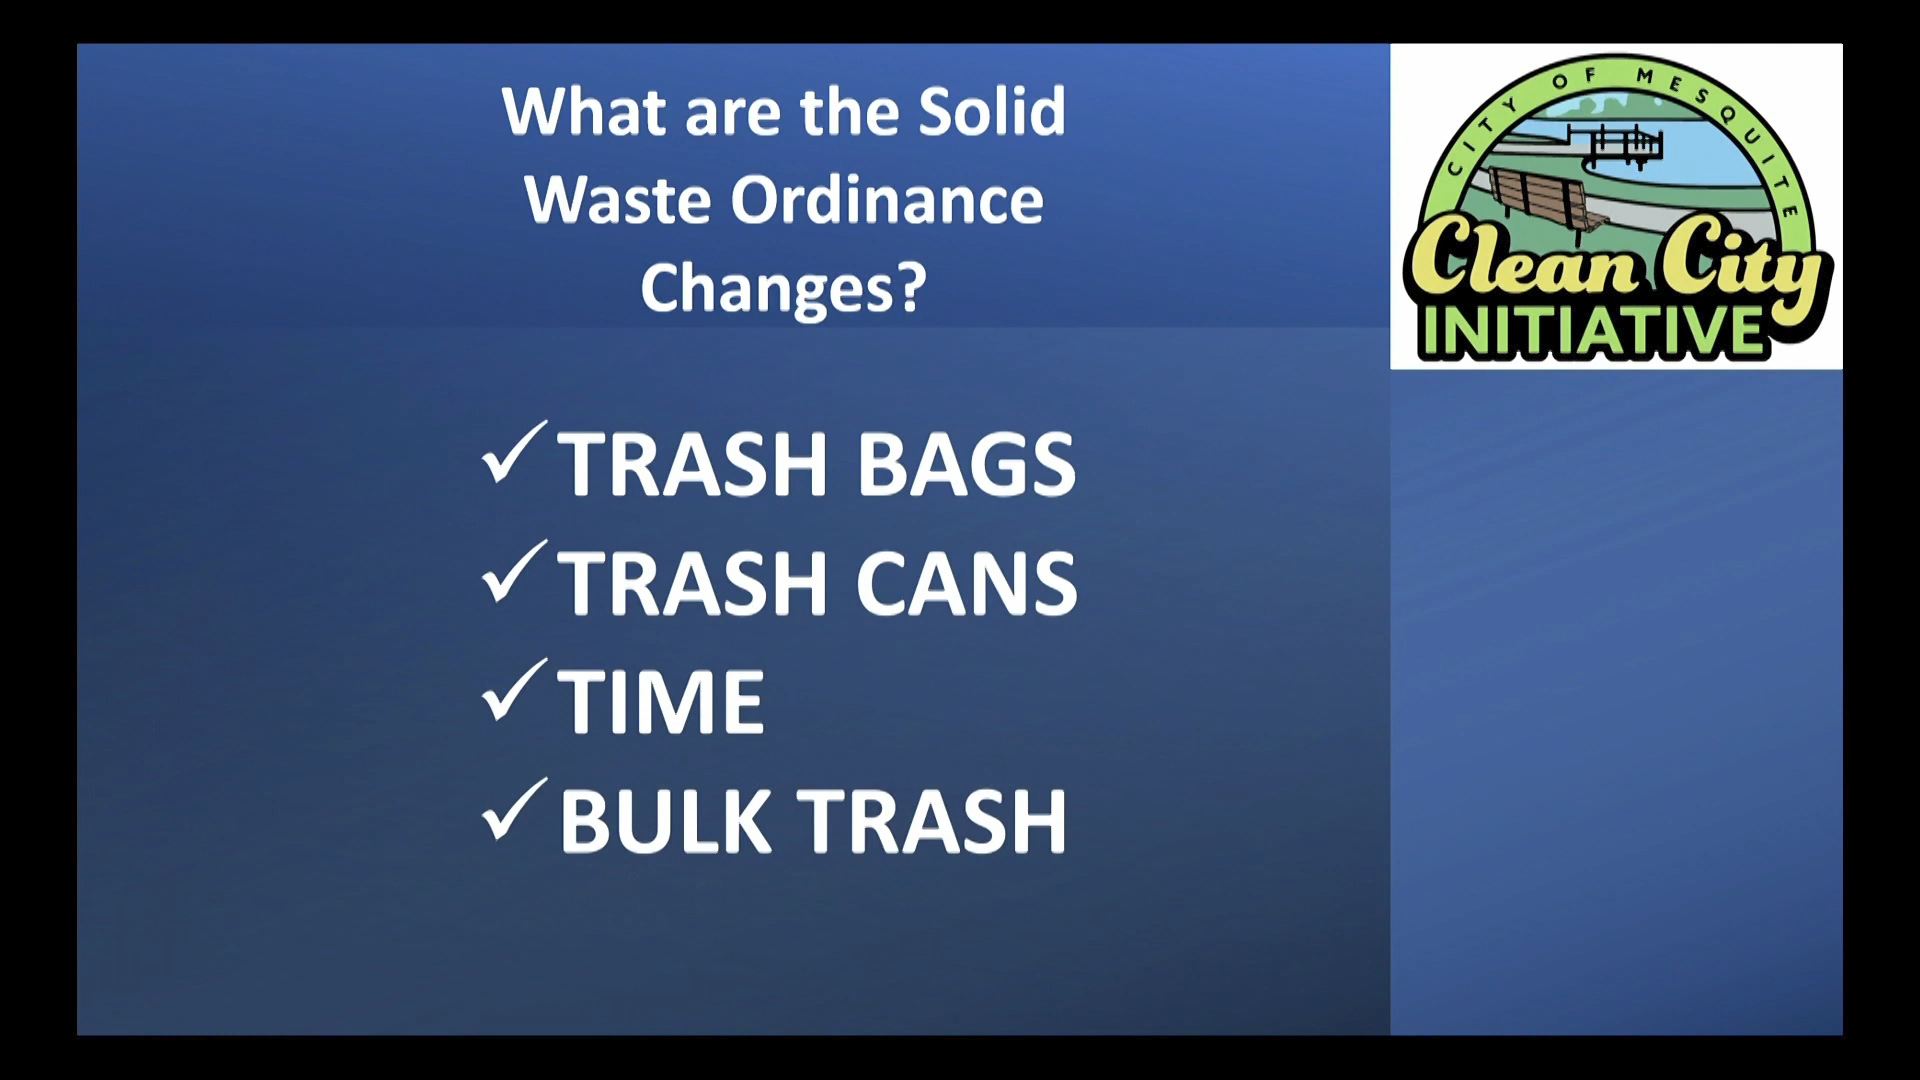 What are the Solid
Waste Ordinance
Changes?
CITY OF MESQUITE
Clean City
INITIATIVE
✓TRASH BAGS
✓TRASH CANS
✓TIME
✓BULK TRASH